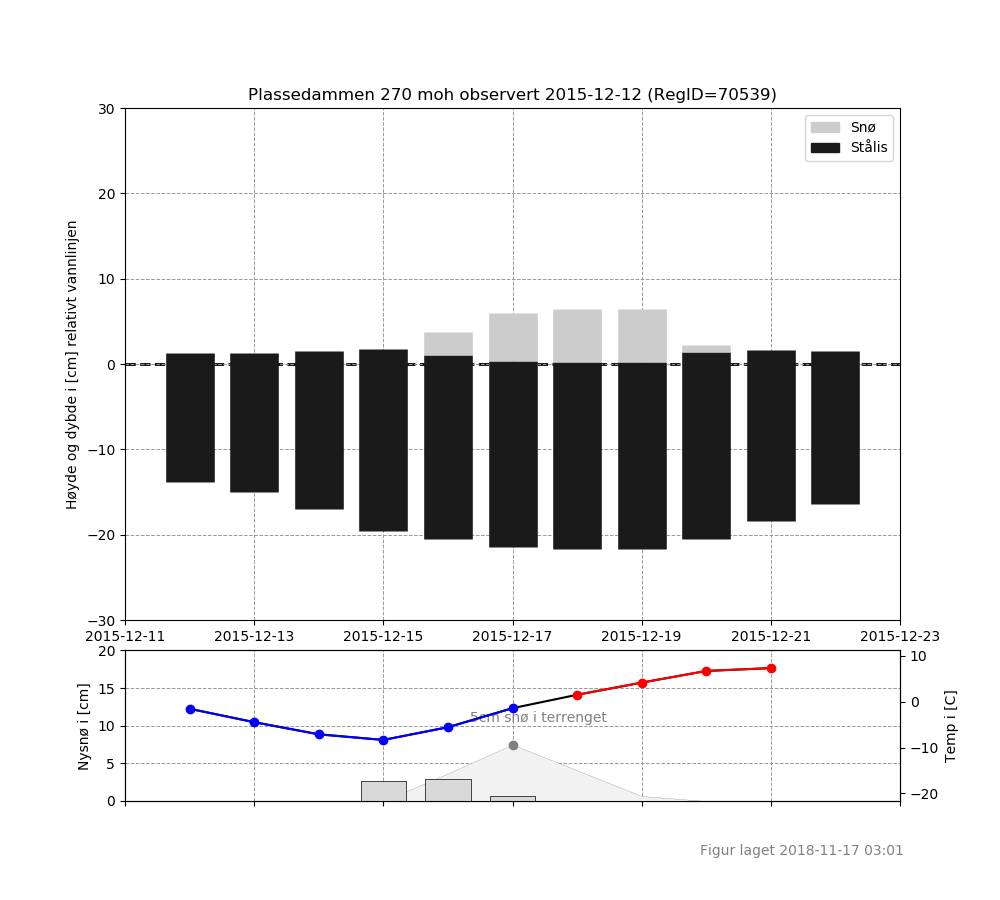 Plassedammen 270 moh observert 2015-12-12 (RegID=70539)
Høyde og dybde i [cm] relativt vannlinjen
30
20
10
0
−10
−20
−30
Snø
Stålis
2015-12-11 2015-12-13 2015-12-15 2015-12-17 2015-12-19 2015-12-21 2015-12-23
Nysnø i [cm]
20
15
10
5
0
5cm snø i terrenget
10
0
−10
−20
Temp i [C]
Figur laget 2018-11-17 03:01